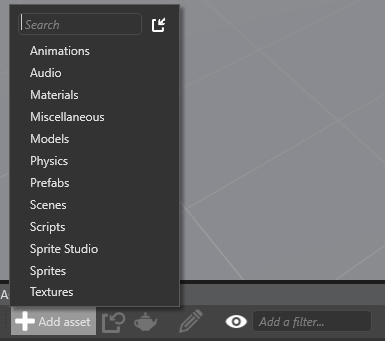 Search
Animations
Audio
Materials
Miscellaneous
Models
Physics
Prefabs
Scenes
Scripts
Sprite Studio
Sprites
Textures
A
Add asset
Add a filter...